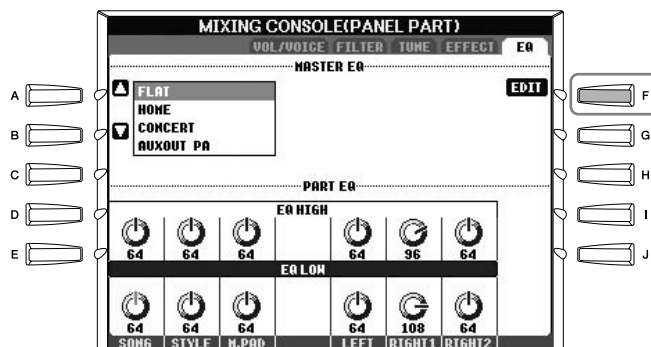 MIXING CONSOLE(PANEL PART)
VOL/VOICE FILTER TUNE EFFECT EQ
MASTER EQ
A FLAT EDIT F
HOME
B CONCERT G
AUXOUT PA
C H
PART EQ
D EQ HIGH I
64 64 64 64 96 64
E EQ LOW J
64 64 64 64 108 64
SONG STYLE M.PAD LEFT RIGHT1 RIGHT2